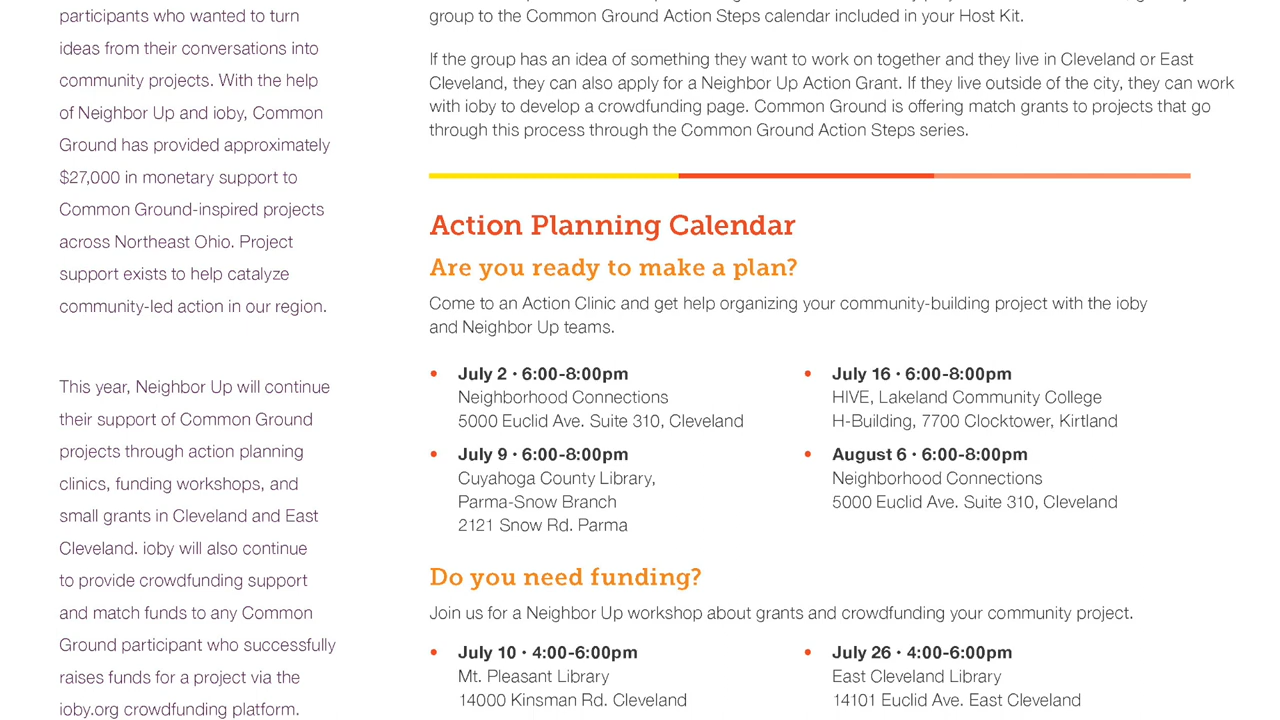 participants who wanted to turn
ideas from their conversations into
community projects. With the help
of Neighbor Up and ioby, Common
Ground has provided approximately
$27,000 in monetary support to
Common Ground-inspired projects
across Northeast Ohio. Project
support exists to help catalyze
community-led action in our region.
This year, Neighbor Up will continue
their support of Common Ground
projects through action planning
clinics, funding workshops, and
small grants in Cleveland and East
Cleveland. ioby will also continue
to provide crowdfunding support
and match funds to any Common
Ground participant who successfully
raises funds for a project via the
ioby.org crowdfunding platform.
group to the Common Ground Action Steps calendar included in your Host Kit.
If the group has an idea of something they want to work on together and they live in Cleveland or East
Cleveland, they can also apply for a Neighbor Up Action Grant. If they live outside of the city, they can work
with ioby to develop a crowdfunding page. Common Ground is offering match grants to projects that go
through this process through the Common Ground Action Steps series.
Action Planning Calendar
Are you ready to make a plan?
Come to an Action Clinic and get help organizing your community-building project with the ioby
and Neighbor Up teams.
• July 2 • 6:00-8:00pm
Neighborhood Connections
5000 Euclid Ave. Suite 310, Cleveland
• July 9 • 6:00-8:00pm
Cuyahoga County Library,
Parma-Snow Branch
2121 Snow Rd. Parma
• July 16 • 6:00-8:00pm
HIVE, Lakeland Community College
H-Building, 7700 Clocktower, Kirtland
• August 6 • 6:00-8:00pm
Neighborhood Connections
5000 Euclid Ave. Suite 310, Cleveland
Do you need funding?
Join us for a Neighbor Up workshop about grants and crowdfunding your community project.
• July 10 • 4:00-6:00pm
Mt. Pleasant Library
14000 Kinsman Rd. Cleveland
• July 26 • 4:00-6:00pm
East Cleveland Library
14101 Euclid Ave. East Cleveland